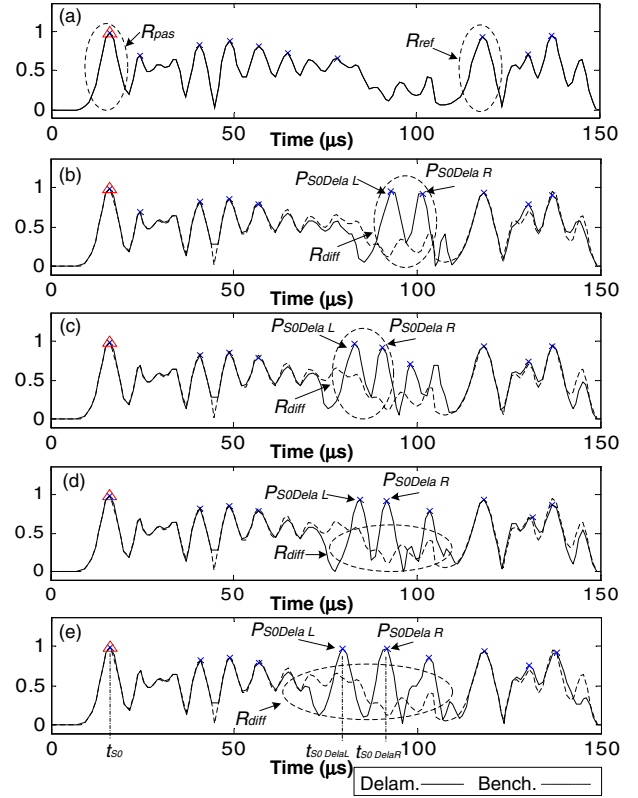 (a)
R_pas
R_ref
1
0.5
0
0
50
100
150
Time (µs)
(b)
P_S0Dela L
P_S0Dela R
R_diff
1
0.5
0
0
50
100
150
Time (µs)
(c)
P_S0Dela L
P_S0Dela R
R_diff
1
0.5
0
0
50
100
150
Time (µs)
(d)
P_S0Dela L
P_S0Dela R
R_diff
1
0.5
0
0
50
100
150
Time (µs)
(e)
P_S0Dela L
P_S0Dela R
R_diff
1
0.5
0
t_S0
t_S0 DelaL
t_S0 DelaR
0
50
100
150
Time (µs)
Delam. Bench.